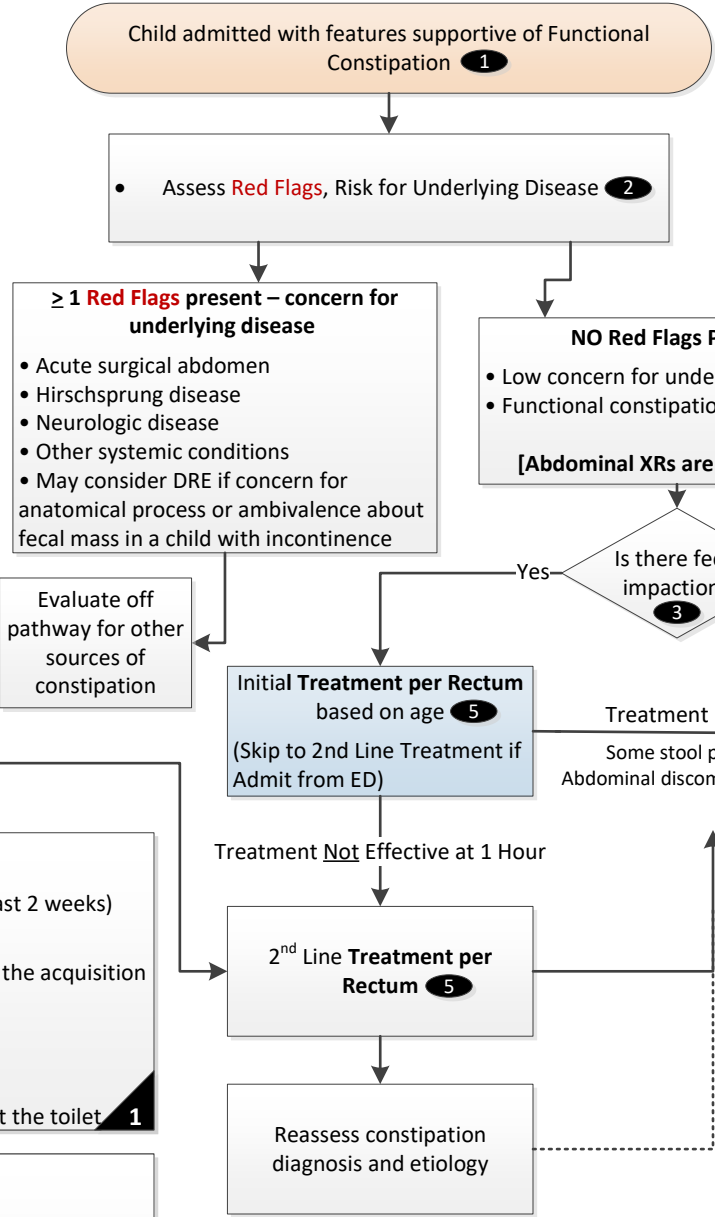 Child admitted with features supportive of Functional
Constipation 1
• Assess Red Flags, Risk for Underlying Disease 2
≥ 1 Red Flags present – concern for
underlying disease
• Acute surgical abdomen
• Hirschsprung disease
• Neurologic disease
• Other systemic conditions
• May consider DRE if concern for
anatomical process or ambivalence about
fecal mass in a child with incontinence
NO Red Flags P
• Low concern for unde
• Functional constipatio
[Abdominal XRs are
Is there fe
impaction
3
Yes
Evaluate off
pathway for other
sources of
constipation
Initial Treatment per Rectum
based on age 5
(Skip to 2nd Line Treatment if
Admit from ED)
Treatment
Some stool p
Abdominal discom
Treatment Not Effective at 1 Hour
ast 2 weeks)
the acquisition
t the toilet
1
2nd Line Treatment per
Rectum 5
Reassess constipation
diagnosis and etiology